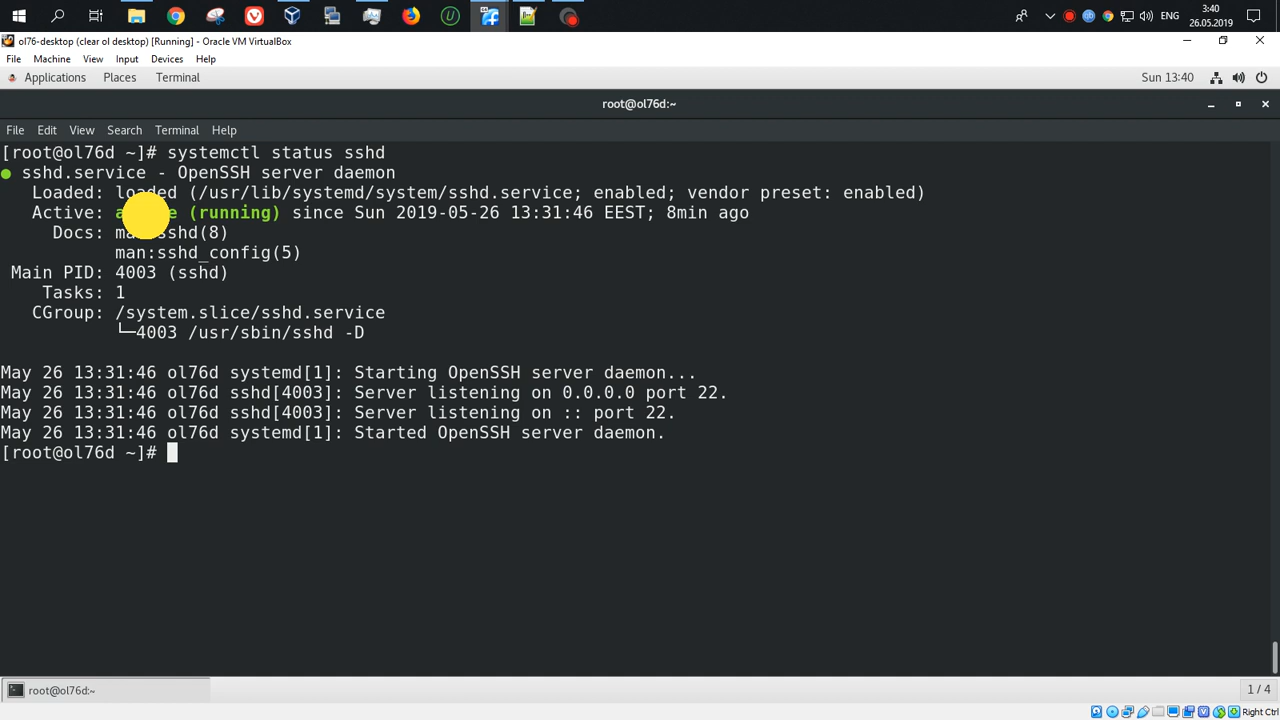 ENG
3:40
26.05.2019
ol76-desktop (clear ol desktop) [Running] - Oracle VM VirtualBox
File Machine View Input Devices Help
Applications Places Terminal
Sun 13:40
root@ol76d:~
File Edit View Search Terminal Help
[root@ol76d ~]# systemctl status sshd
● sshd.service - OpenSSH server daemon
Loaded: loaded (/usr/lib/systemd/system/sshd.service; enabled; vendor preset: enabled)
Active: (running) since Sun 2019-05-26 13:31:46 EEST; 8min ago
Docs: man:sshd(8)
man:sshd_config(5)
Main PID: 4003 (sshd)
Tasks: 1
CGroup: /system.slice/sshd.service
└─4003 /usr/sbin/sshd -D
May 26 13:31:46 ol76d systemd[1]: Starting OpenSSH server daemon...
May 26 13:31:46 ol76d sshd[4003]: Server listening on 0.0.0.0 port 22.
May 26 13:31:46 ol76d sshd[4003]: Server listening on :: port 22.
May 26 13:31:46 ol76d systemd[1]: Started OpenSSH server daemon.
[root@ol76d ~]#
root@ol76d:~
1 / 4
Right Ctrl